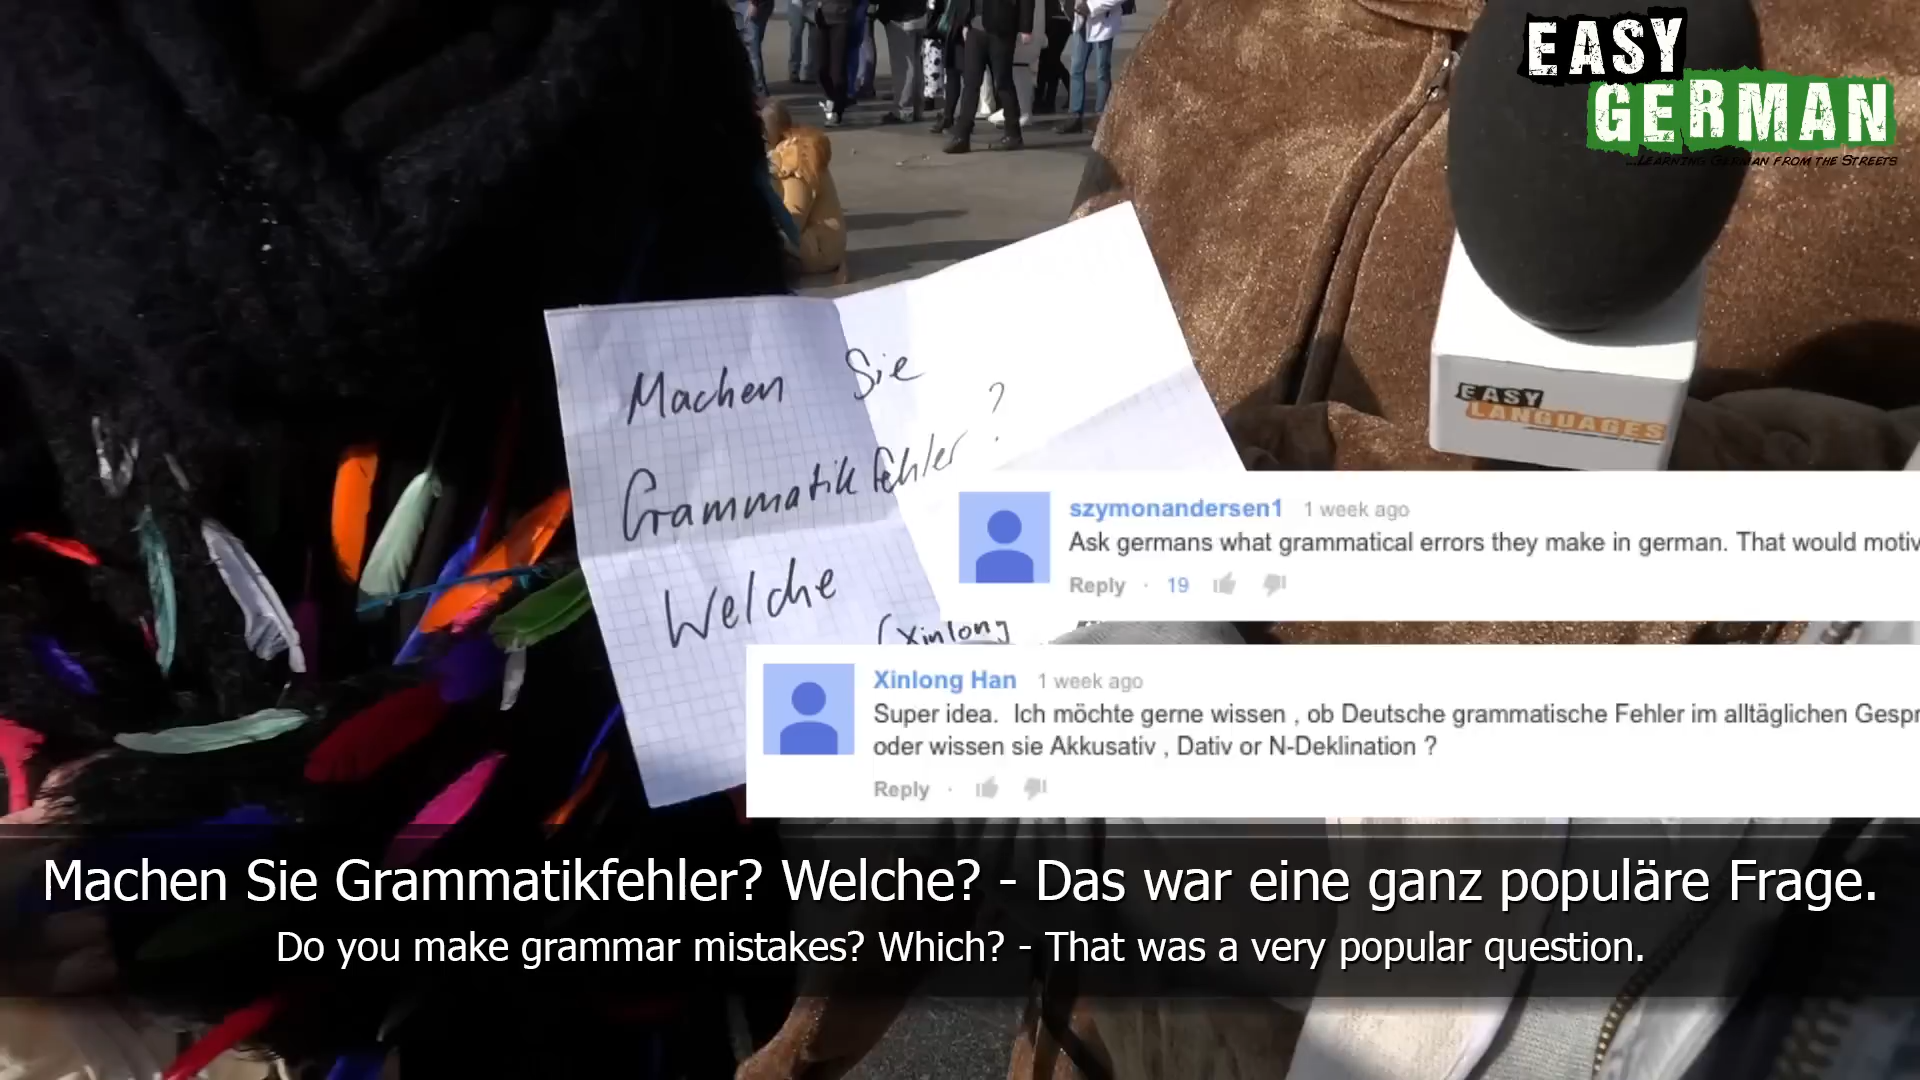 EASY
GERMAN
...Learning German from the Streets
Machen Sie
Grammatikfehler?
Welche
(Xinlong
EASY
LANGUAGES
szymonandersen1 1 week ago
Ask germans what grammatical errors they make in german. That would motiv
Reply · 19
Xinlong Han 1 week ago
Super idea. Ich möchte gerne wissen , ob Deutsche grammatische Fehler im alltäglichen Gespr
oder wissen sie Akkusativ , Dativ or N-Deklination ?
Reply ·
Machen Sie Grammatikfehler? Welche? - Das war eine ganz populäre Frage.
Do you make grammar mistakes? Which? - That was a very popular question.